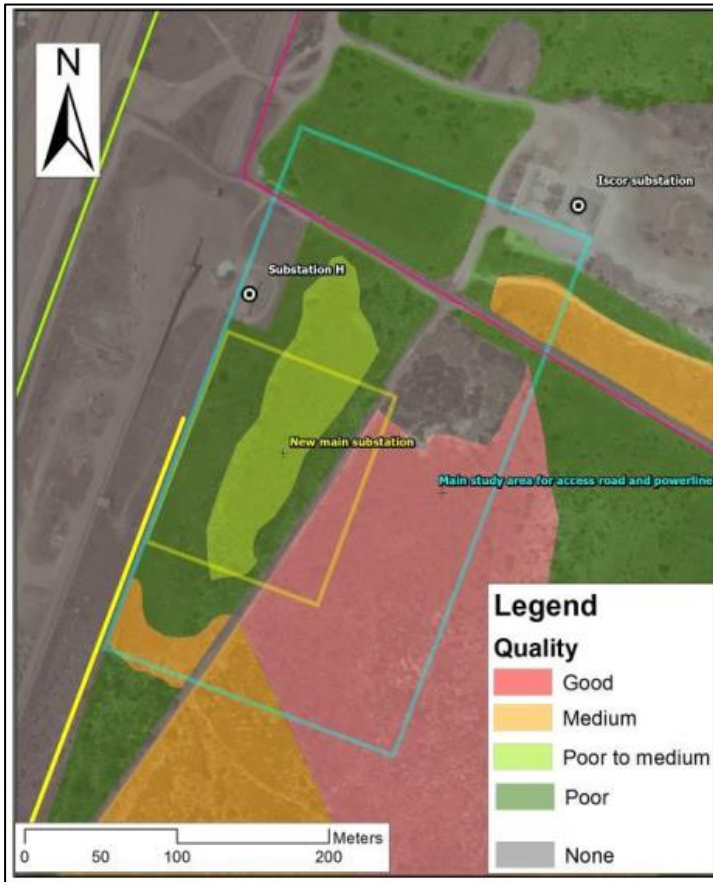 N
Iscor substation
Substation H
New main substation
Main study area for access road and powerline
Legend
Quality
Good
Medium
Poor to medium
Poor
None
Meters
0 50 100 200